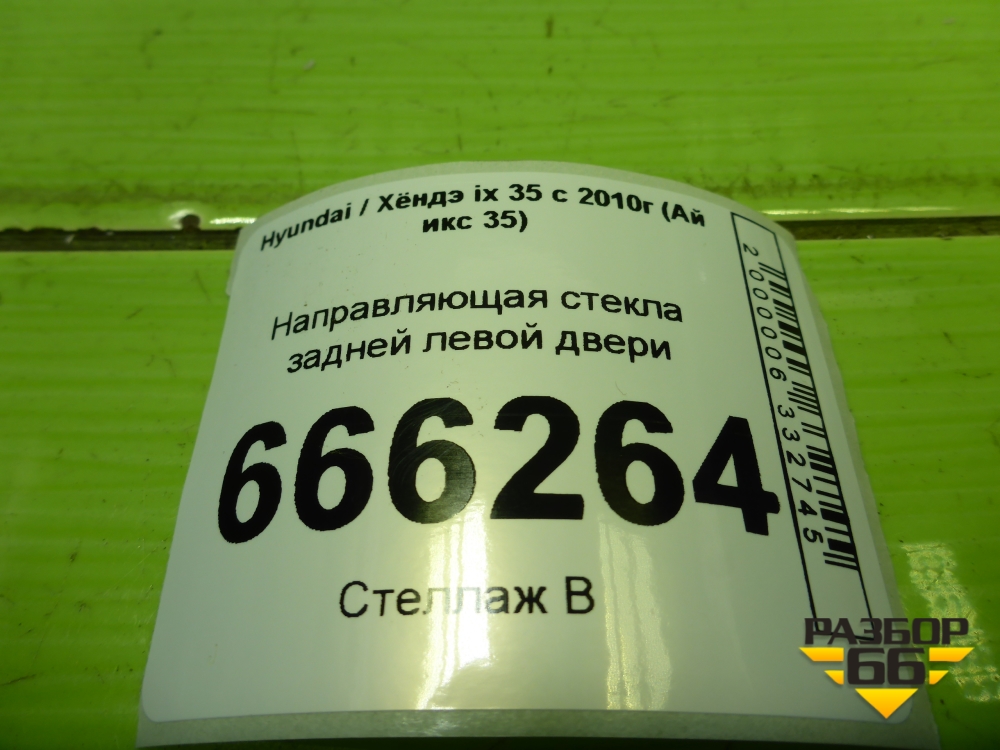 Hyundai / Хёндэ ix 35 с 2010г (Ай
икс 35)
Направляющая стекла
задней левой двери
666264
Стеллаж В
2000006332745
РАЗБОР
66